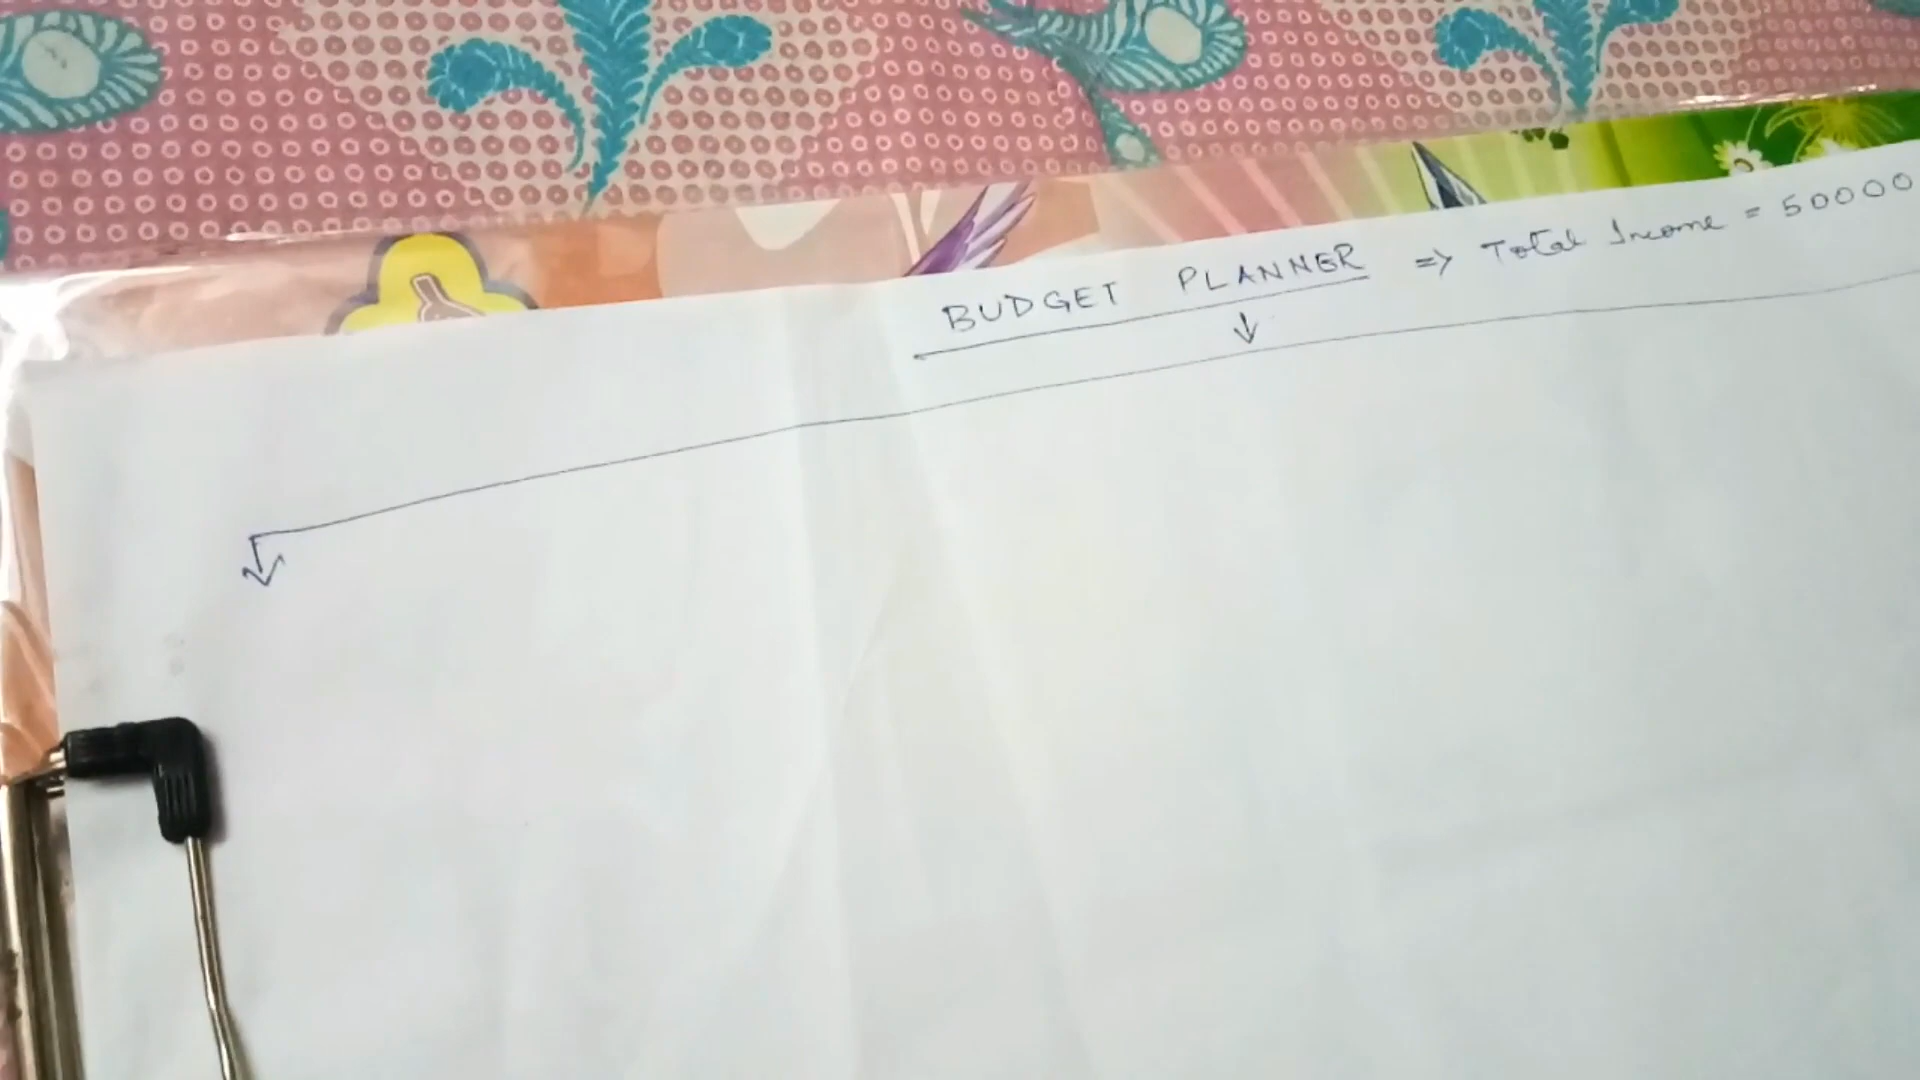 BUDGET PLANNER => Total Income = 50000